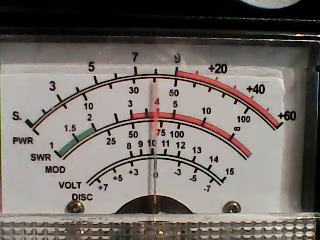 S. 3 5 7 9 +20 +40 +60
PWR 10 30 50 100
SWR 1 1.5 2 3 4 5 10 ∞
MOD 25 50 75 100
VOLT 8 9 10 11 12 13 14 15
DISC +7 +5 +3 0 -3 -5 -7